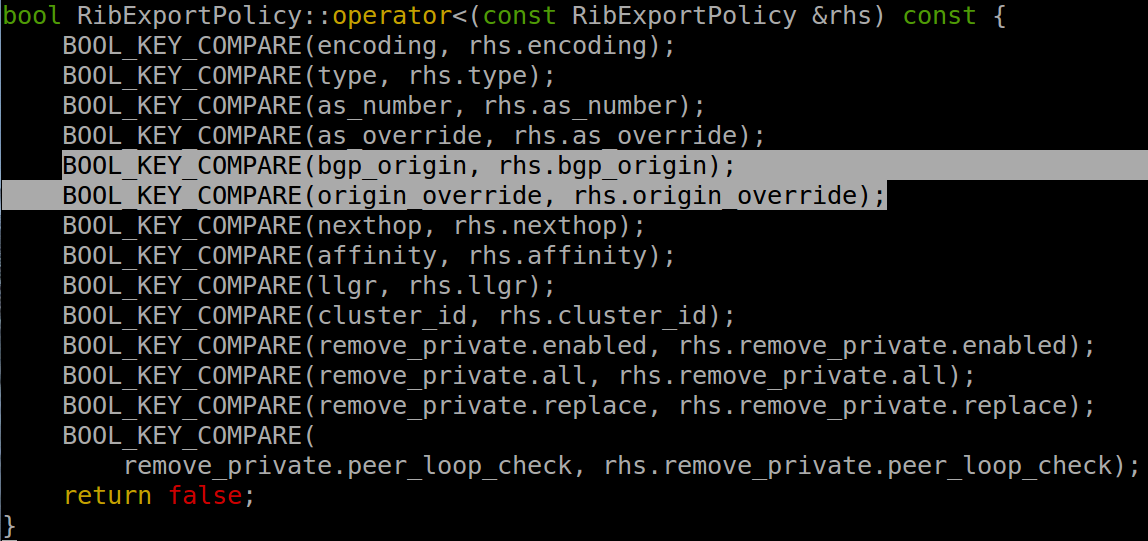 bool RibExportPolicy::operator<(const RibExportPolicy &rhs) const {
    BOOL_KEY_COMPARE(encoding, rhs.encoding);
    BOOL_KEY_COMPARE(type, rhs.type);
    BOOL_KEY_COMPARE(as_number, rhs.as_number);
    BOOL_KEY_COMPARE(as_override, rhs.as_override);
    BOOL_KEY_COMPARE(bgp_origin, rhs.bgp_origin);
    BOOL_KEY_COMPARE(origin_override, rhs.origin_override);
    BOOL_KEY_COMPARE(nexthop, rhs.nexthop);
    BOOL_KEY_COMPARE(affinity, rhs.affinity);
    BOOL_KEY_COMPARE(llgr, rhs.llgr);
    BOOL_KEY_COMPARE(cluster_id, rhs.cluster_id);
    BOOL_KEY_COMPARE(remove_private.enabled, rhs.remove_private.enabled);
    BOOL_KEY_COMPARE(remove_private.all, rhs.remove_private.all);
    BOOL_KEY_COMPARE(remove_private.replace, rhs.remove_private.replace);
    BOOL_KEY_COMPARE(
        remove_private.peer_loop_check, rhs.remove_private.peer_loop_check);
    return false;
}